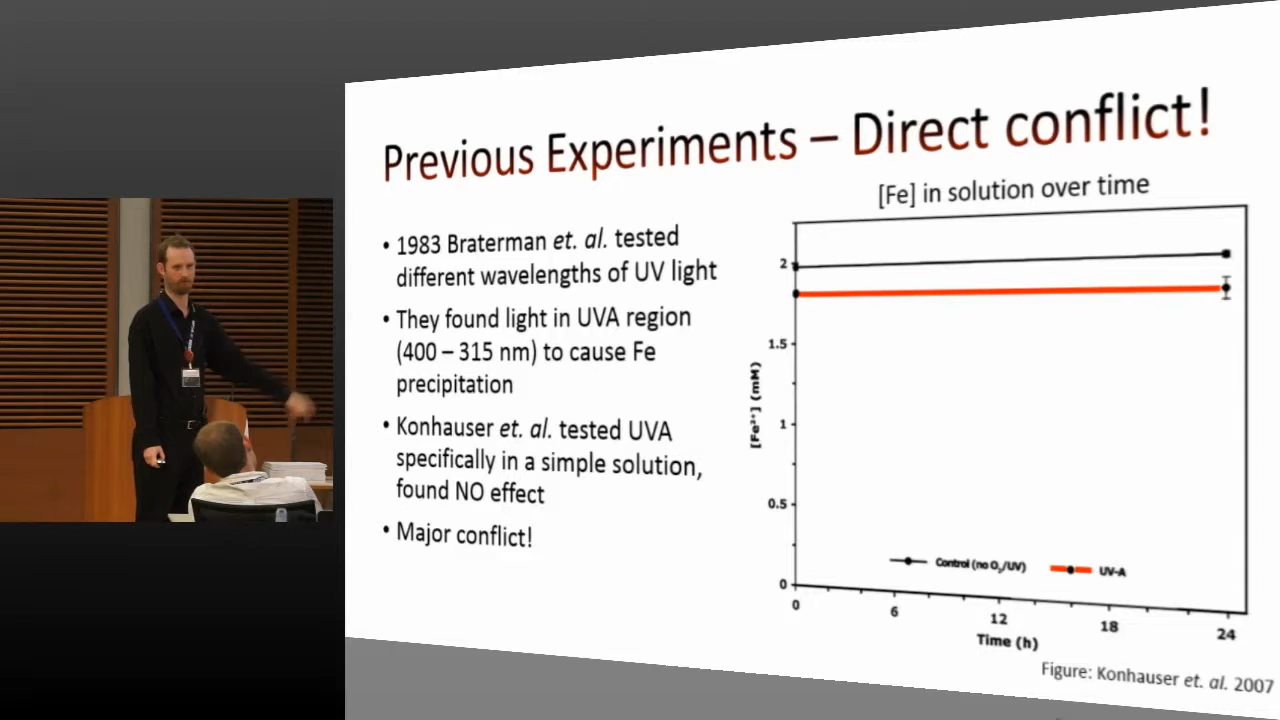 Previous Experiments – Direct conflict!
• 1983 Braterman et. al. tested
different wavelengths of UV light
• They found light in UVA region
(400 – 315 nm) to cause Fe
precipitation
• Konhauser et. al. tested UVA
specifically in a simple solution,
found NO effect
• Major conflict!
[Fe] in solution over time
[Fe²⁺] (mM)
2
1.5
1
0.5
0
Control (no O₂/UV)
UV-A
0 6 12 18 24
Time (h)
Figure: Konhauser et. al. 2007